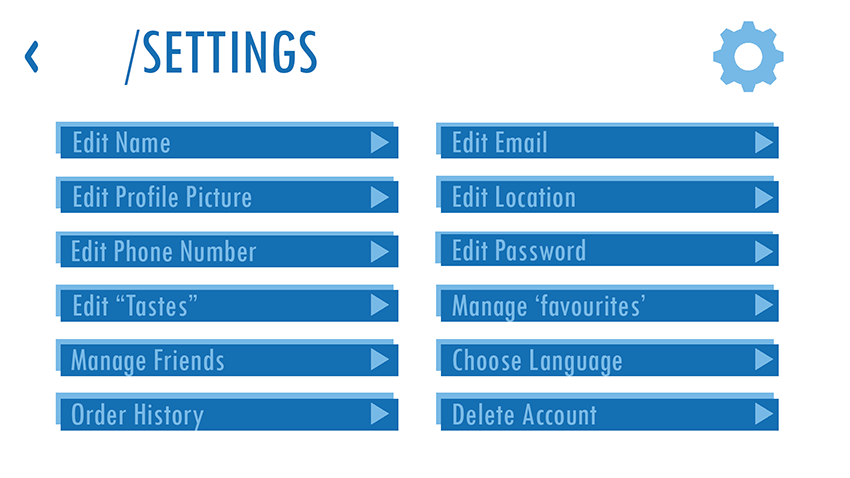 /SETTINGS
Edit Name
Edit Email
Edit Profile Picture
Edit Location
Edit Phone Number
Edit Password
Edit “Tastes”
Manage ‘favourites’
Manage Friends
Choose Language
Order History
Delete Account